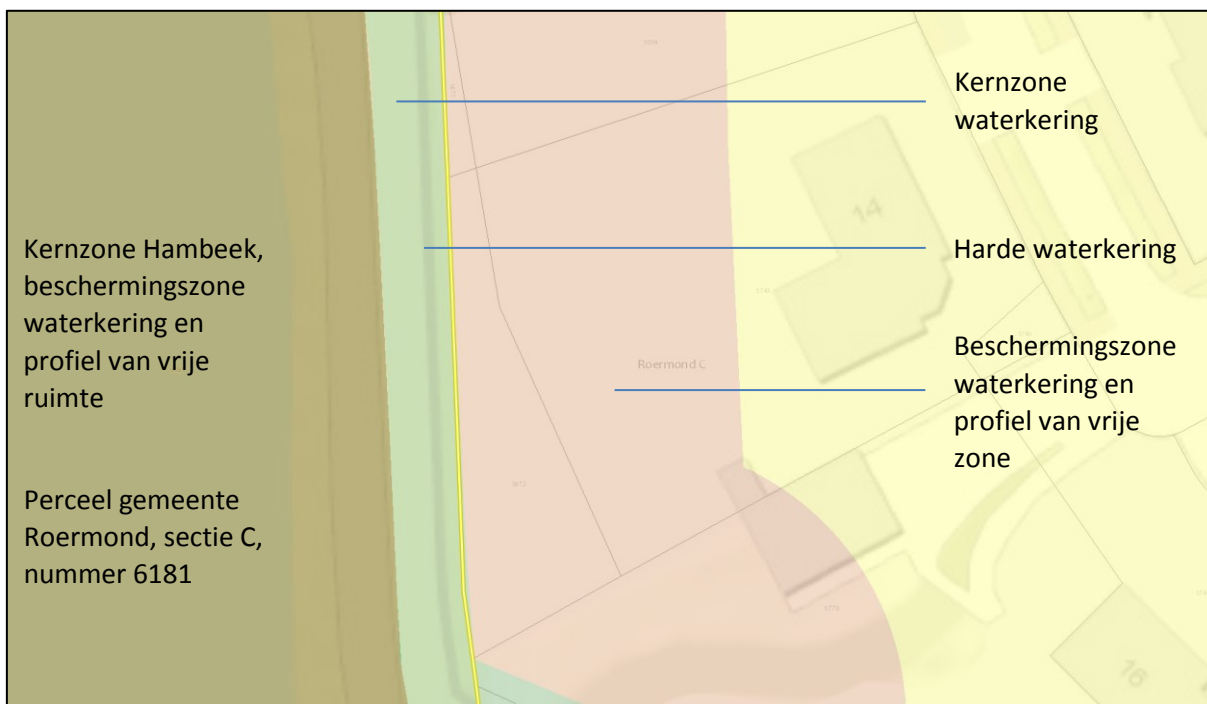 Kernzone Hambeek,
beschermingszone
waterkering en
profiel van vrije
ruimte
Perceel gemeente
Roermond, sectie C,
nummer 6181
Kernzone
waterkering
Harde waterkering
Beschermingszone
waterkering en
profiel van vrije
zone
Roermond C
14
16